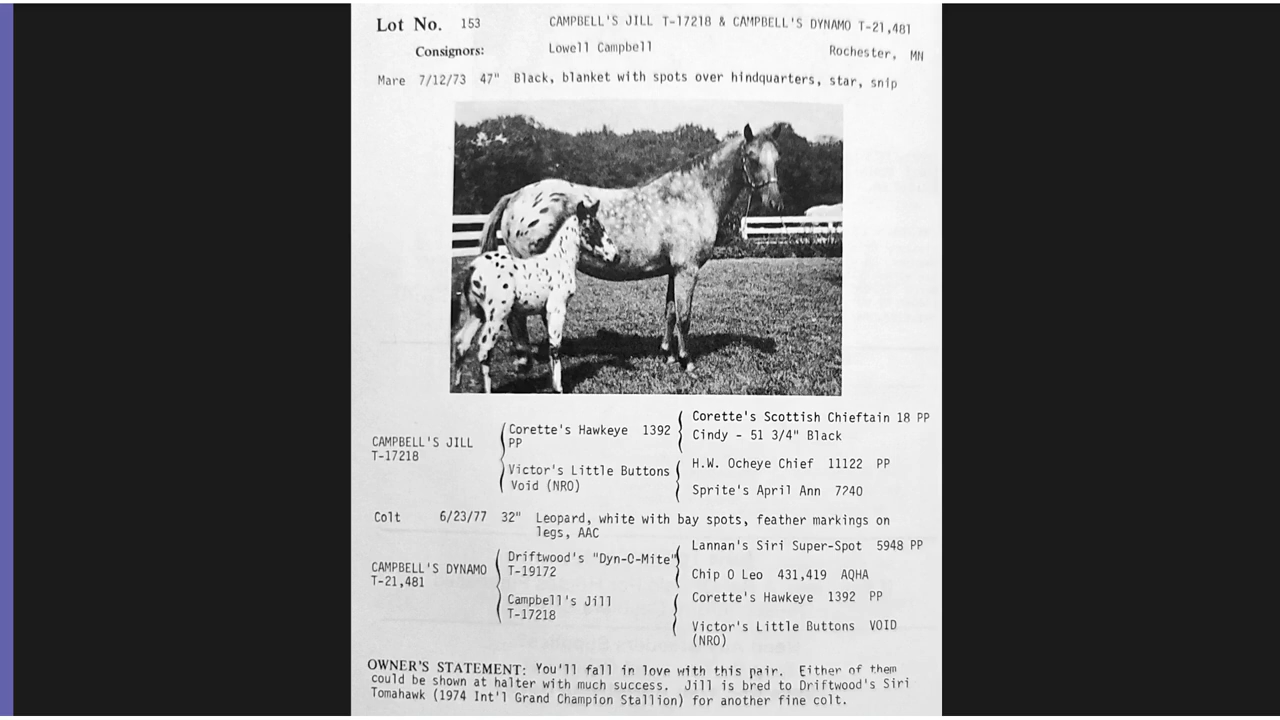 Lot No. 153 CAMPBELL'S JILL T-17218 & CAMPBELL'S DYNAMO T-21,481
Consignors: Lowell Campbell Rochester, MN
Mare 7/12/73 47" Black, blanket with spots over hindquarters, star, snip
Corette's Scottish Chieftain 18 PP
Corette's Hawkeye 1392
PP
Cindy - 51 3/4" Black
CAMPBELL'S JILL
T-17218
H.W. Ocheye Chief 11122 PP
Victor's Little Buttons
Void (NRO)
Sprite's April Ann 7240
Colt 6/23/77 32" Leopard, white with bay spots, feather markings on
legs, AAC
Lannan's Siri Super-Spot 5948 PP
Driftwood's "Dyn-O-Mite"
T-19172
CAMPBELL'S DYNAMO
T-21,481
Chip O Leo 431,419 AQHA
Campbell's Jill
T-17218
Corette's Hawkeye 1392 PP
Victor's Little Buttons VOID
(NRO)
OWNER'S STATEMENT: You'll fall in love with this pair. Either of them
could be shown at halter with much success. Jill is bred to Driftwood's Siri
Tomahawk (1974 Int'l Grand Champion Stallion) for another fine colt.